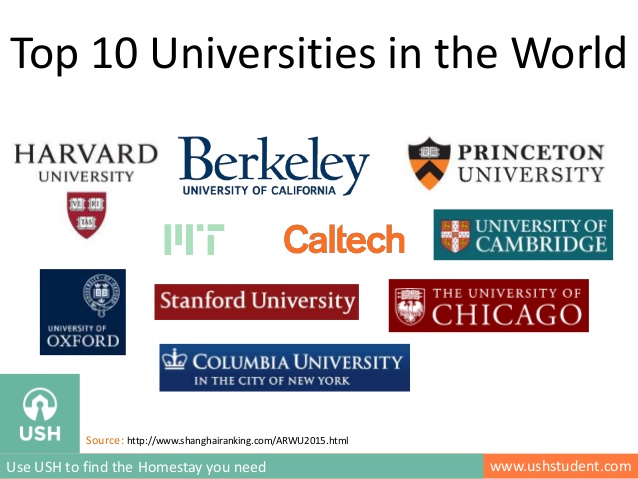 Top 10 Universities in the World
HARVARD
UNIVERSITY
VE RI
TAS
Berkeley
UNIVERSITY OF CALIFORNIA
PRINCETON
UNIVERSITY
MIT
Caltech
UNIVERSITY OF
CAMBRIDGE
UNIVERSITY OF
OXFORD
Stanford University
THE UNIVERSITY OF
CHICAGO
COLUMBIA UNIVERSITY
IN THE CITY OF NEW YORK
USH
Source: http://www.shanghairanking.com/ARWU2015.html
Use USH to find the Homestay you need
www.ushstudent.com